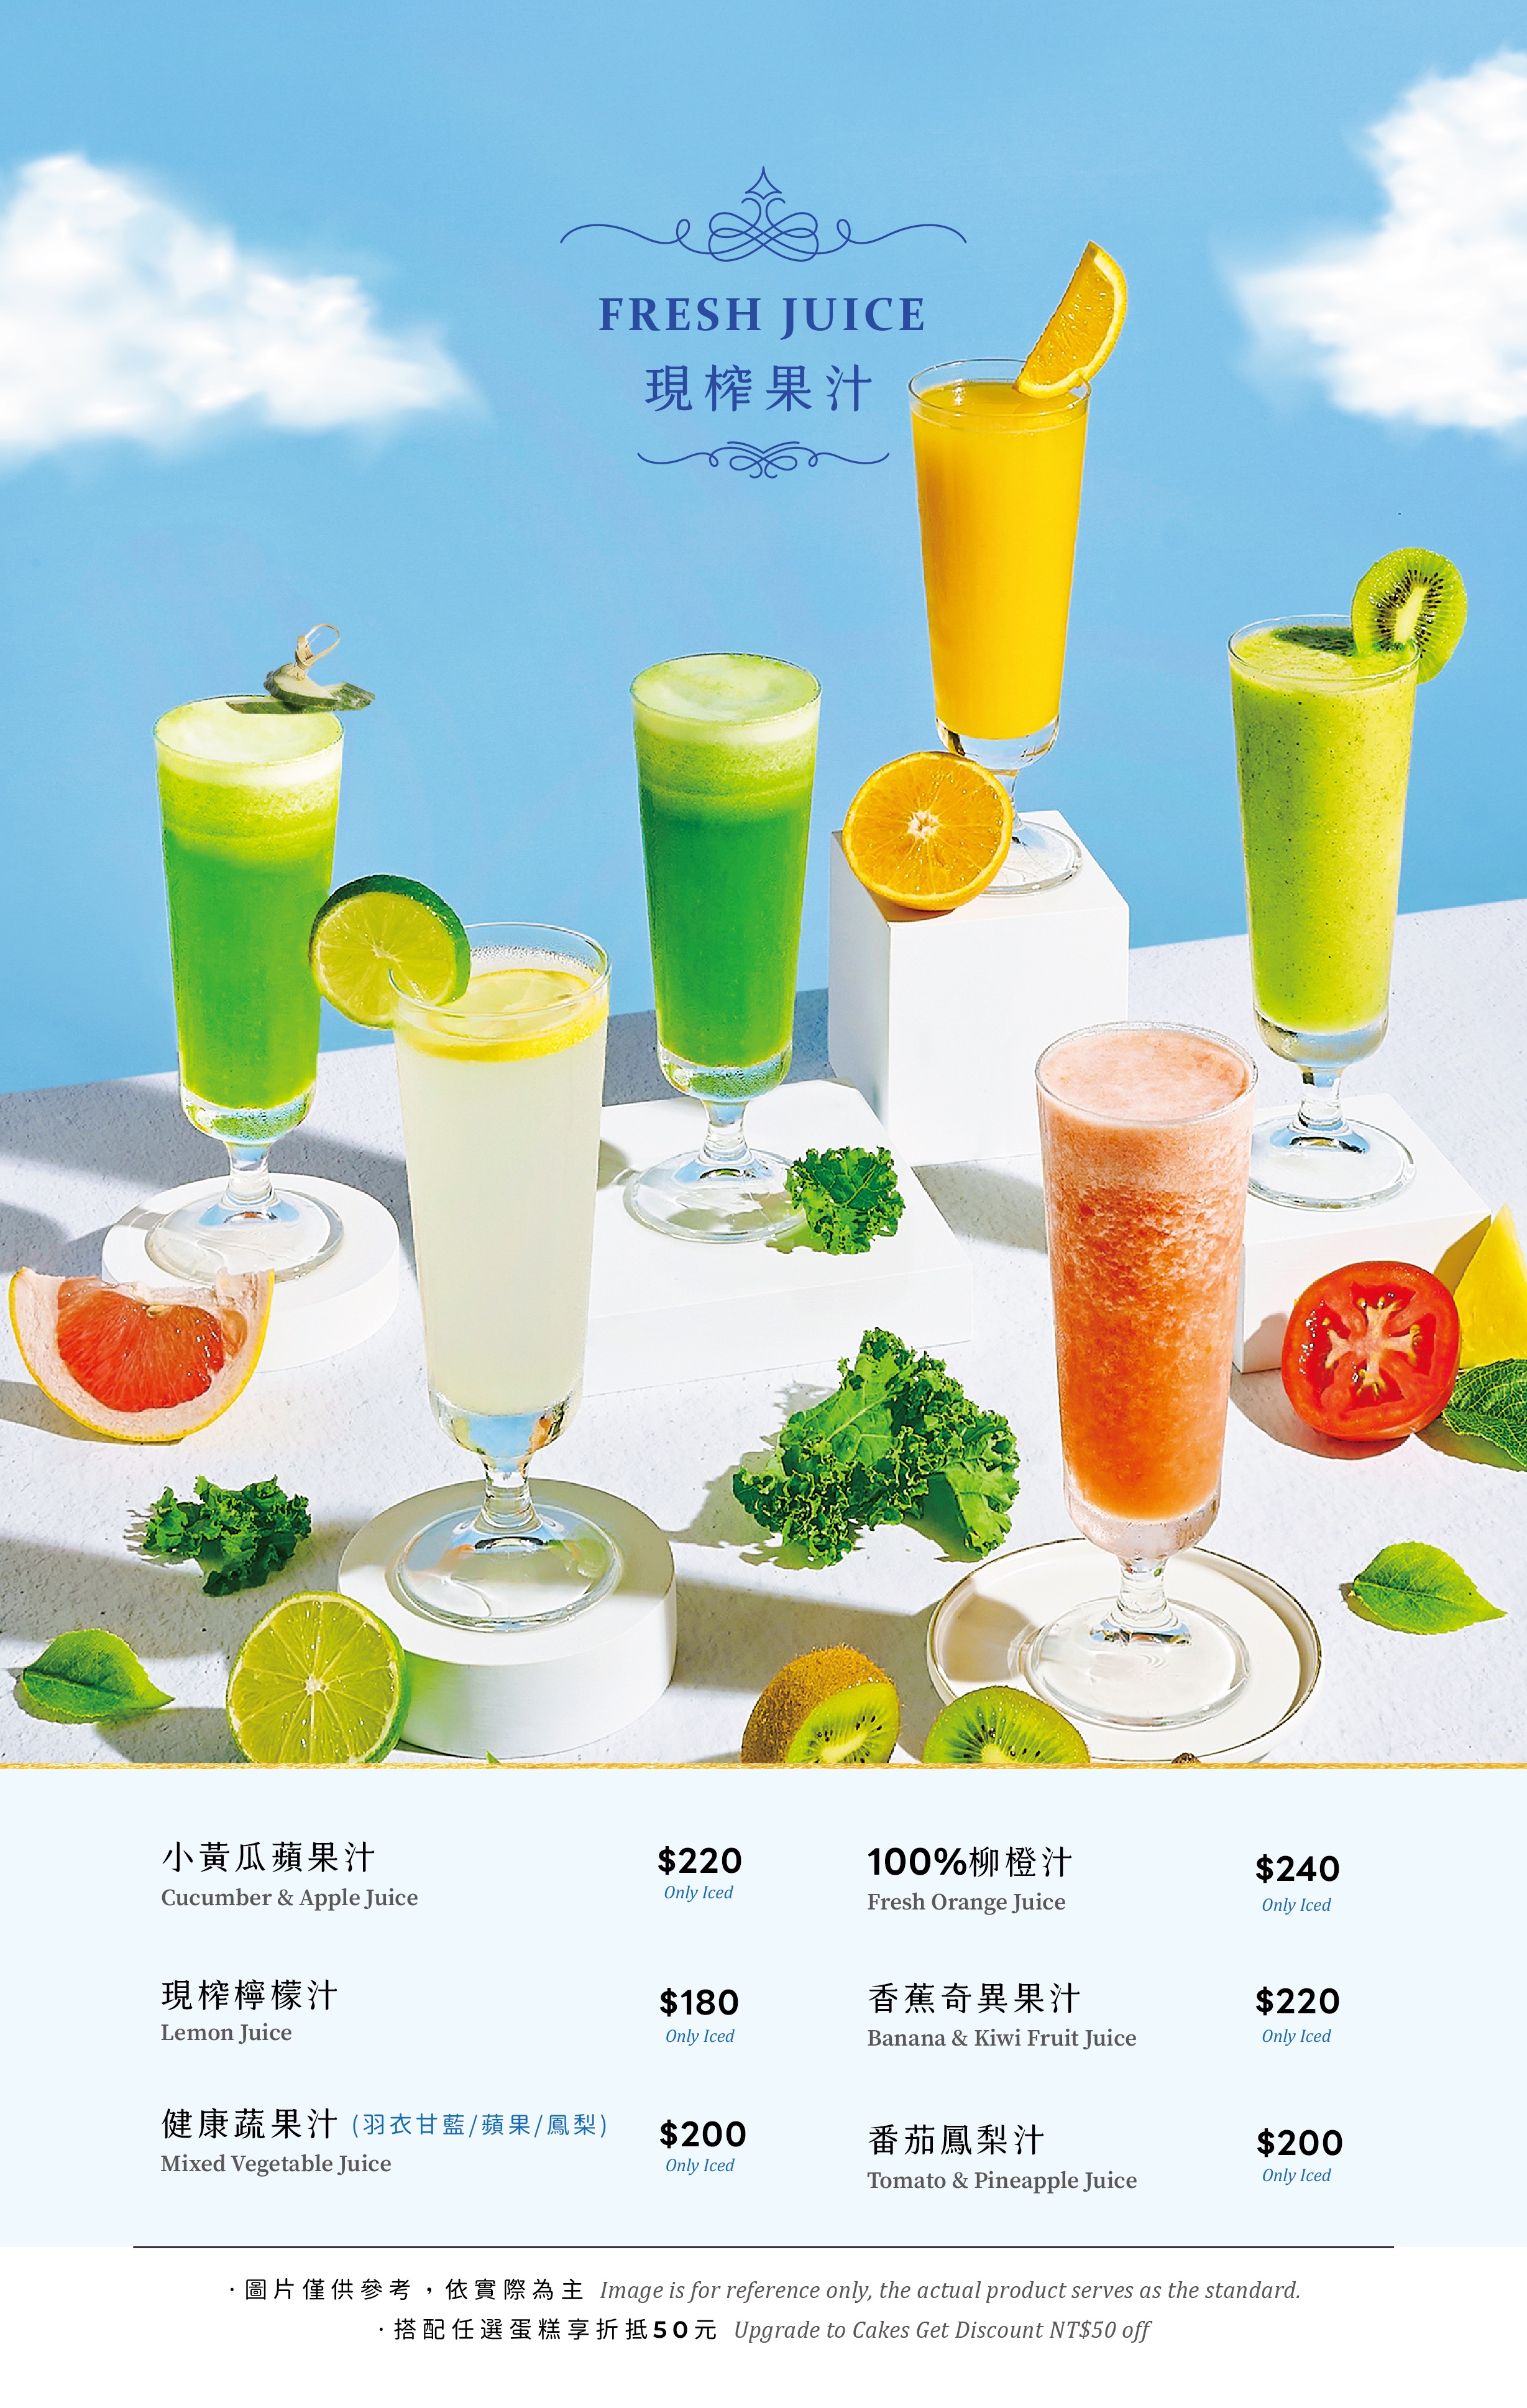 FRESH JUICE
現榨果汁
小黃瓜蘋果汁 $220
Cucumber & Apple Juice Only Iced
現榨檸檬汁 $180
Lemon Juice Only Iced
健康蔬果汁 (羽衣甘藍/蘋果/鳳梨) $200
Mixed Vegetable Juice Only Iced
100%柳橙汁 $240
Fresh Orange Juice Only Iced
香蕉奇異果汁 $220
Banana & Kiwi Fruit Juice Only Iced
番茄鳳梨汁 $200
Tomato & Pineapple Juice Only Iced
·圖片僅供參考，依實際為主 Image is for reference only, the actual product serves as the standard.
·搭配任選蛋糕享折抵50元 Upgrade to Cakes Get Discount NT$50 off